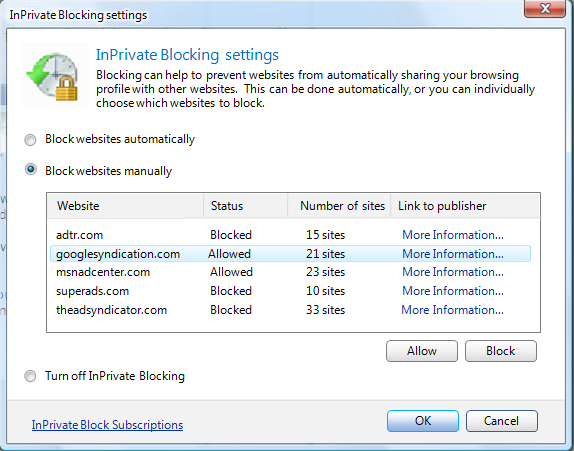 InPrivate Blocking settings
InPrivate Blocking settings
Blocking can help to prevent websites from automatically sharing your browsing
profile with other websites. This can be done automatically, or you can individually
choose which websites to block.
Block websites automatically
Block websites manually
Website Status Number of sites Link to publisher
adtr.com Blocked 15 sites More Information...
googlesyndication.com Allowed 21 sites More Information...
msnadcenter.com Allowed 23 sites More Information...
superads.com Blocked 10 sites More Information...
theadsyndicator.com Blocked 33 sites More Information...
Allow Block
Turn off InPrivate Blocking
InPrivate Block Subscriptions OK Cancel